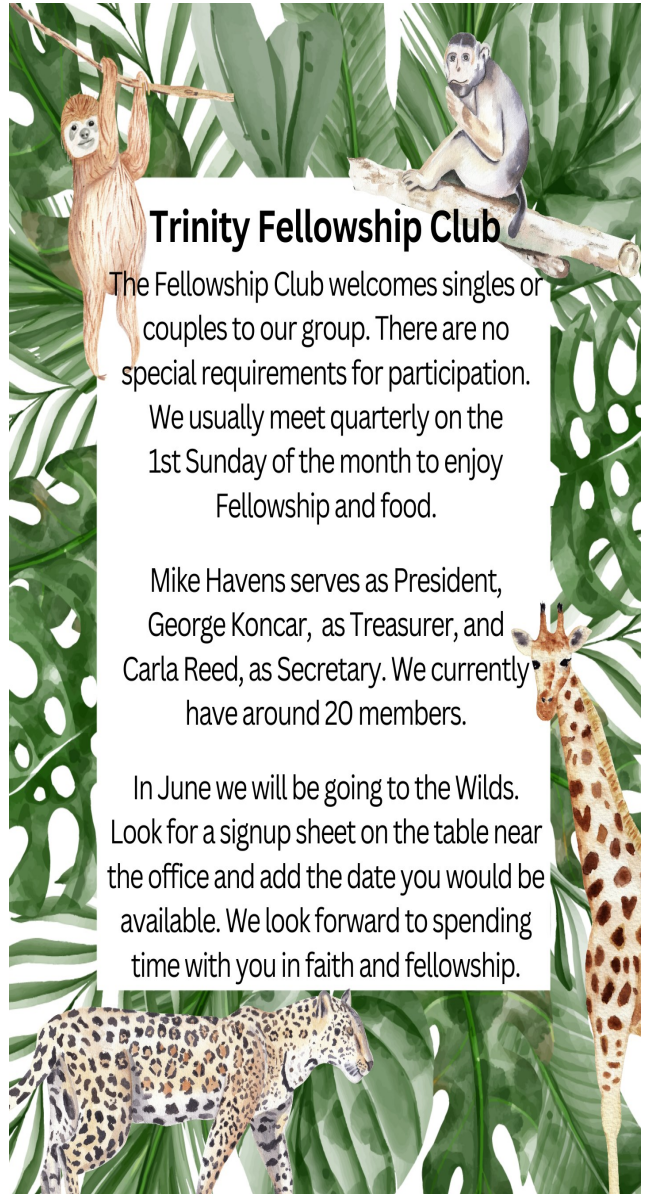 Trinity Fellowship Club
The Fellowship Club welcomes singles or
couples to our group. There are no
special requirements for participation.
We usually meet quarterly on the
1st Sunday of the month to enjoy
Fellowship and food.
Mike Havens serves as President,
George Koncar,  as Treasurer, and
Carla Reed, as Secretary. We currently
have around 20 members.
In June we will be going to the Wilds.
Look for a signup sheet on the table near
the office and add the date you would be
available. We look forward to spending
time with you in faith and fellowship.